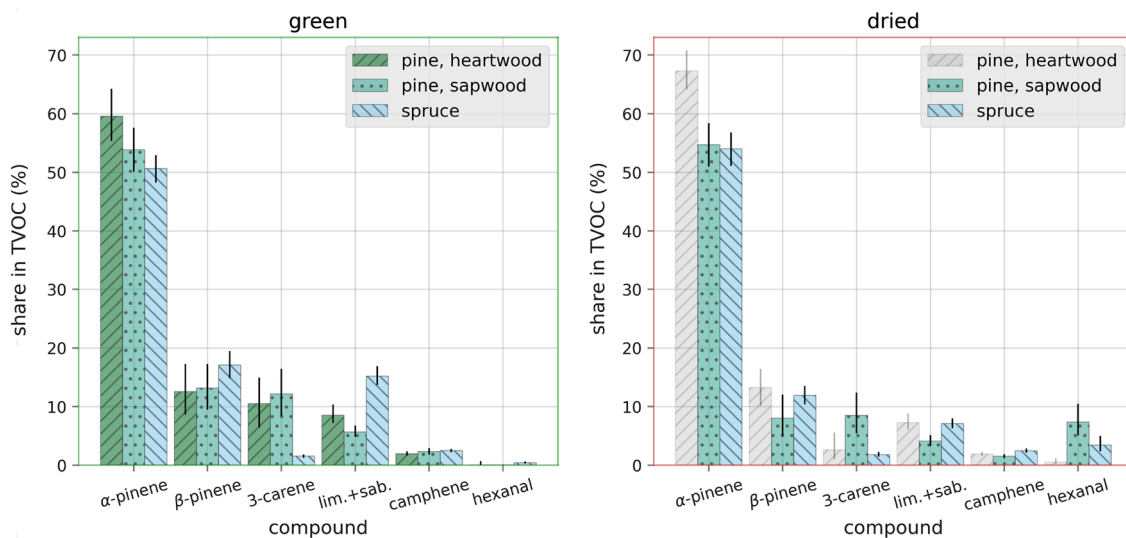 green
share in TVOC (%)
70
60
50
40
30
20
10
0
pine, heartwood
pine, sapwood
spruce
α-pinene
β-pinene
3-carene
lim.+sab.
camphene
hexanal
compound
dried
share in TVOC (%)
70
60
50
40
30
20
10
0
pine, heartwood
pine, sapwood
spruce
α-pinene
β-pinene
3-carene
lim.+sab.
camphene
hexanal
compound